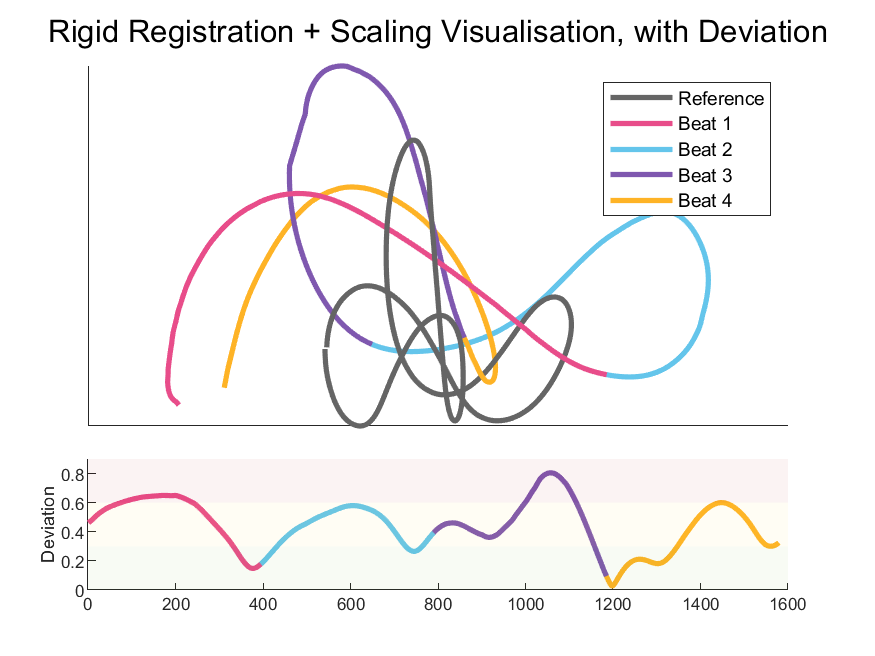 Rigid Registration + Scaling Visualisation, with Deviation
Reference
Beat 1
Beat 2
Beat 3
Beat 4
Deviation
0.8
0.6
0.4
0.2
0
0 200 400 600 800 1000 1200 1400 1600